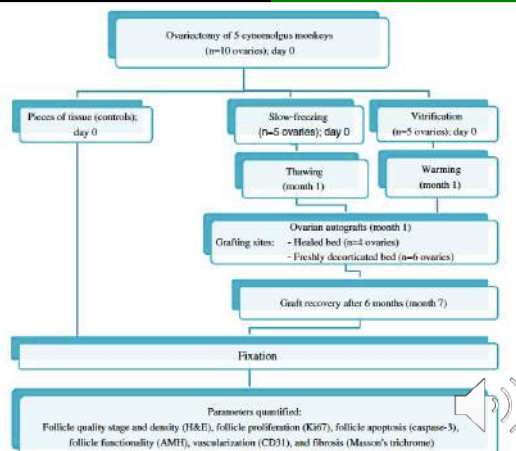 Ovariectomy of 5 cynomolgus monkeys
(n=10 ovaries); day 0
Pieces of tissue (controls);
day 0
Slow-freezing
(n=5 ovaries); day 0
Vitrification
(n=5 ovaries); day 0
Thawing
(month 1)
Warming
(month 1)
Ovarian autografts (month 1)
Grafting sites: - Healed bed (n=4 ovaries)
- Freshly decorticated bed (n=6 ovaries)
Graft recovery after 6 months (month 7)
Fixation
Parameters quantified:
Follicle quality stage and density (H&E), follicle proliferation (Ki67), follicle apoptosis (caspase-3),
follicle functionality (AMH), vascularization (CD31), and fibrosis (Masson's trichrome)